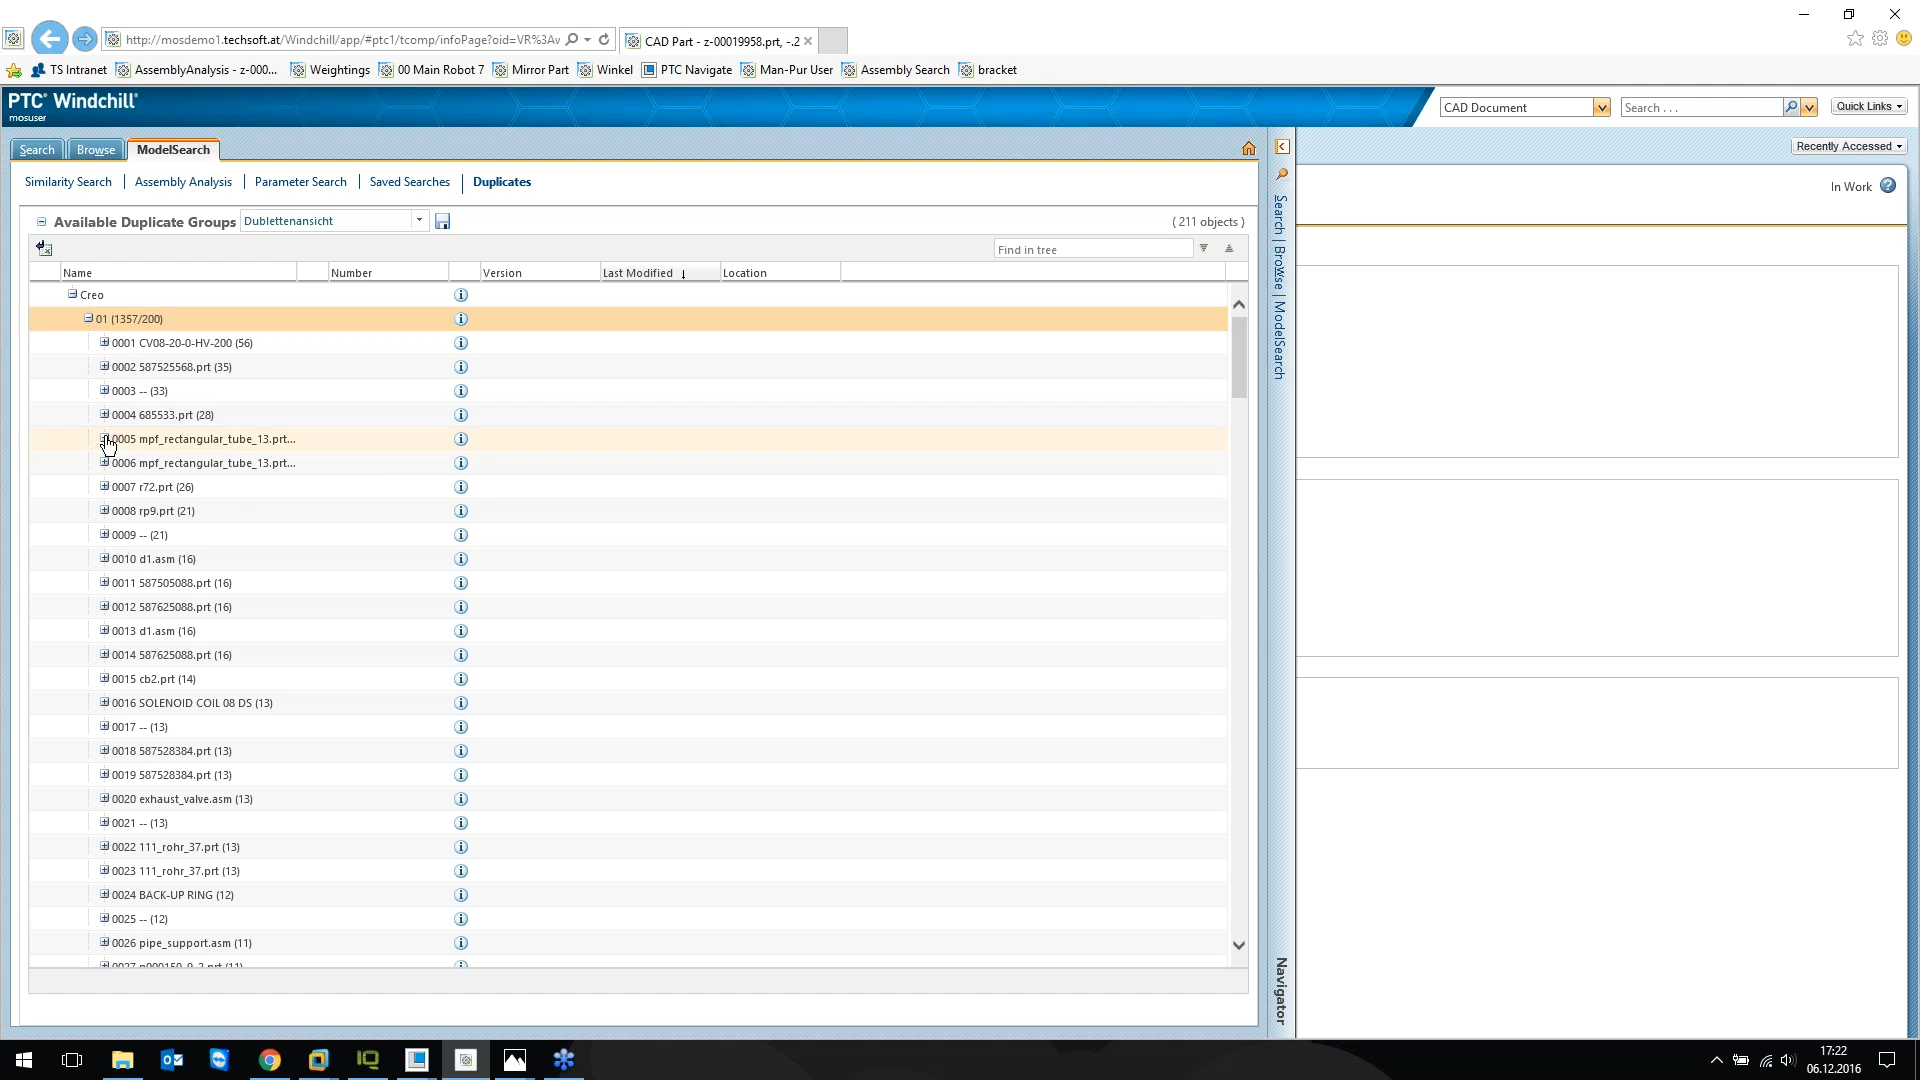 http://mosdemo1.techsoft.at/Windchill/app/#ptc1/tcomp/infoPage?oid=VR%3Av
CAD Part - z-00019958.prt, -.2
TS Intranet AssemblyAnalysis - z-000... Weightings 00 Main Robot 7 Mirror Part Winkel PTC Navigate Man-Pur User Assembly Search bracket
PTC® Windchill®
mosuser
CAD Document Search . . . Quick Links
Search Browse ModelSearch Recently Accessed
Similarity Search Assembly Analysis Parameter Search Saved Searches Duplicates In Work
Available Duplicate Groups Dublettenansicht ( 211 objects )
Find in tree
Name Number Version Last Modified Location
Creo
01 (1357/200)
0001 CV08-20-0-HV-200 (56)
0002 587525568.prt (35)
0003 -- (33)
0004 685533.prt (28)
0005 mpf_rectangular_tube_13.prt...
0006 mpf_rectangular_tube_13.prt...
0007 r72.prt (26)
0008 rp9.prt (21)
0009 -- (21)
0010 d1.asm (16)
0011 587505088.prt (16)
0012 587625088.prt (16)
0013 d1.asm (16)
0014 587625088.prt (16)
0015 cb2.prt (14)
0016 SOLENOID COIL 08 DS (13)
0017 -- (13)
0018 587528384.prt (13)
0019 587528384.prt (13)
0020 exhaust_valve.asm (13)
0021 -- (13)
0022 111_rohr_37.prt (13)
0023 111_rohr_37.prt (13)
0024 BACK-UP RING (12)
0025 -- (12)
0026 pipe_support.asm (11)
Search | Browse | ModelSearch
Navigator
17:22
06.12.2016